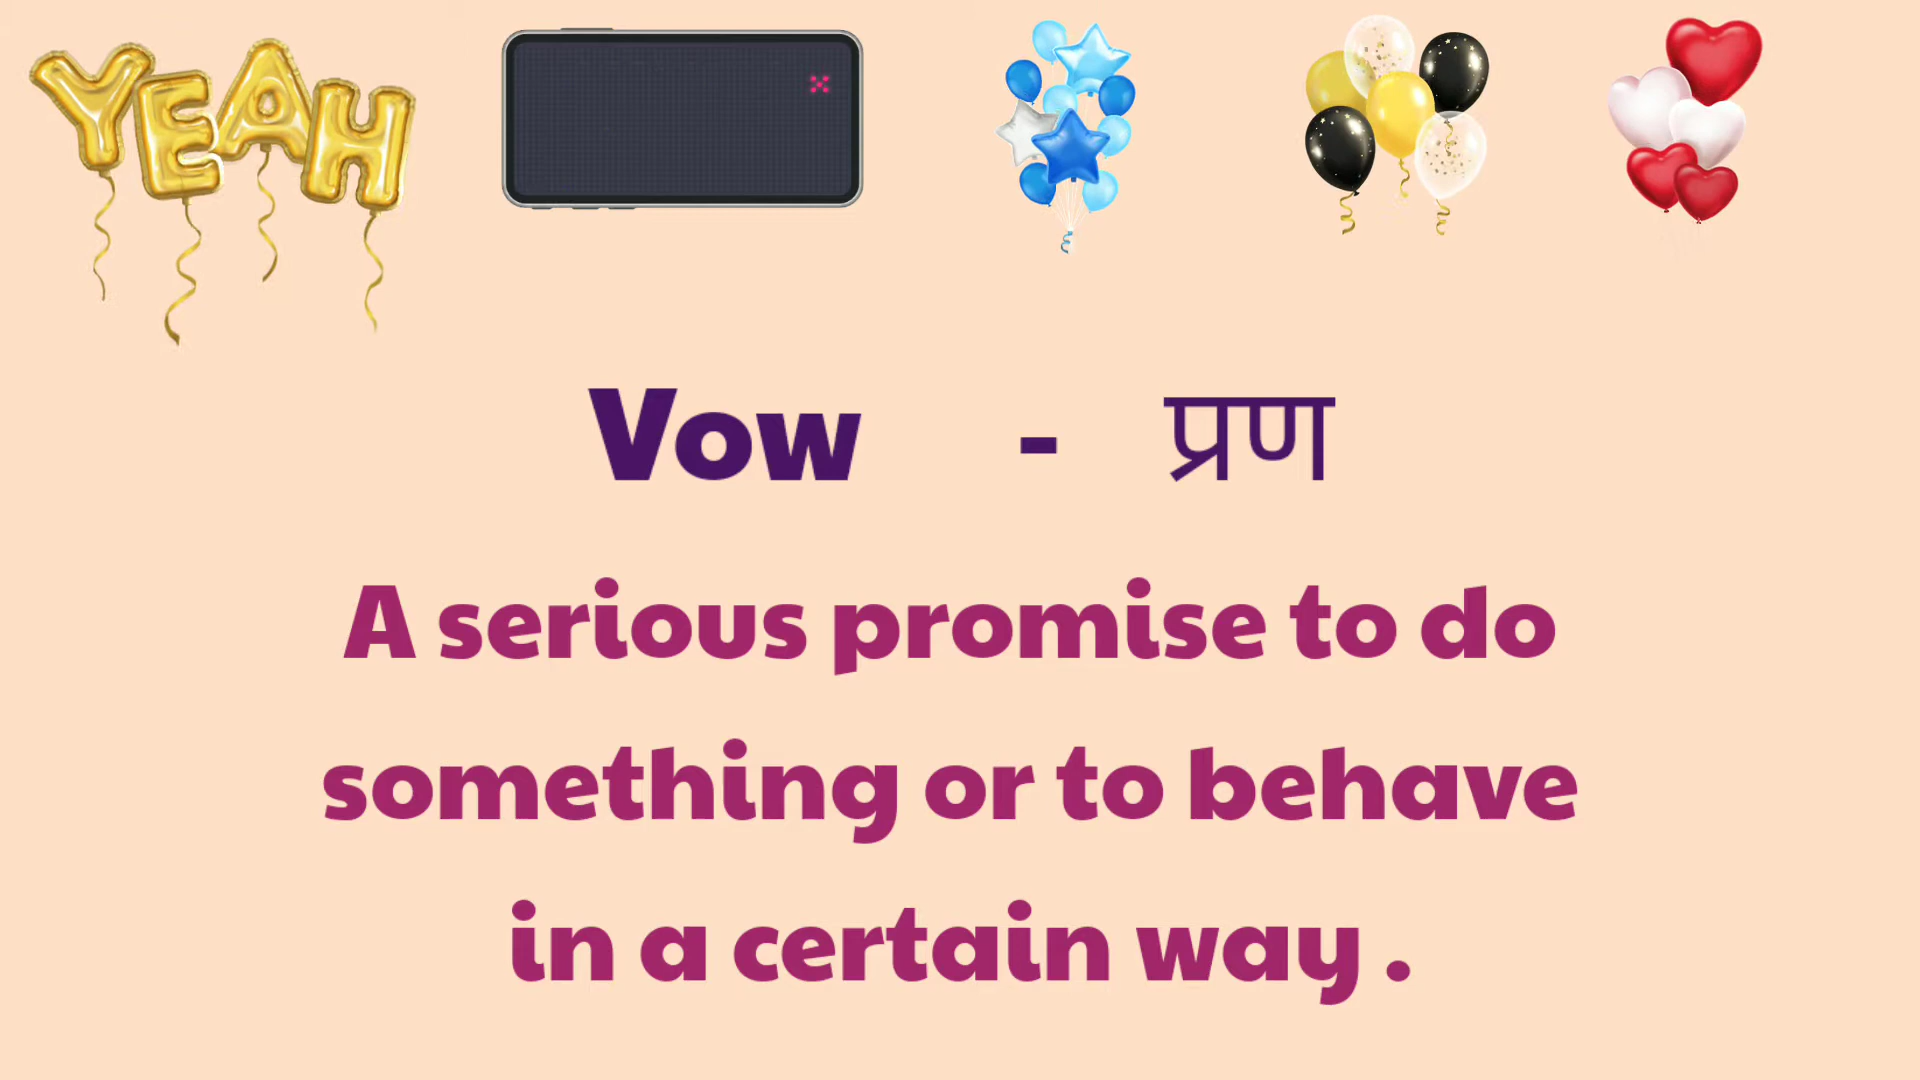 YEAH
Vow - प्रण
A serious promise to do
something or to behave
in a certain way .